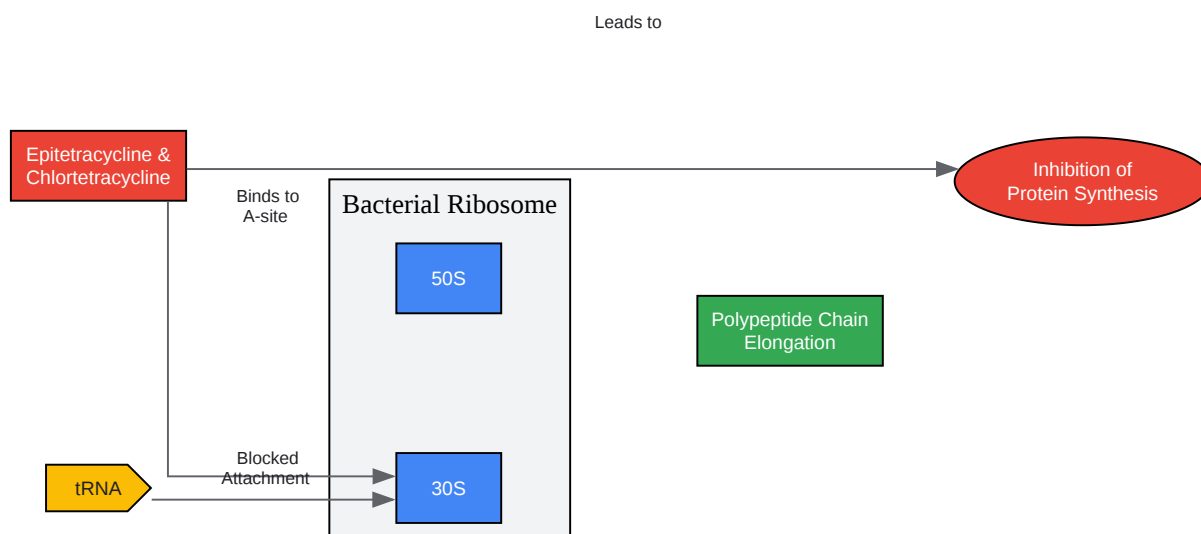 Leads to
Epitetracycline &
Chlortetracycline
Inhibition of
Protein Synthesis
Binds to
A-site
Bacterial Ribosome
50S
Polypeptide Chain
Elongation
Blocked
Attachment
tRNA
30S